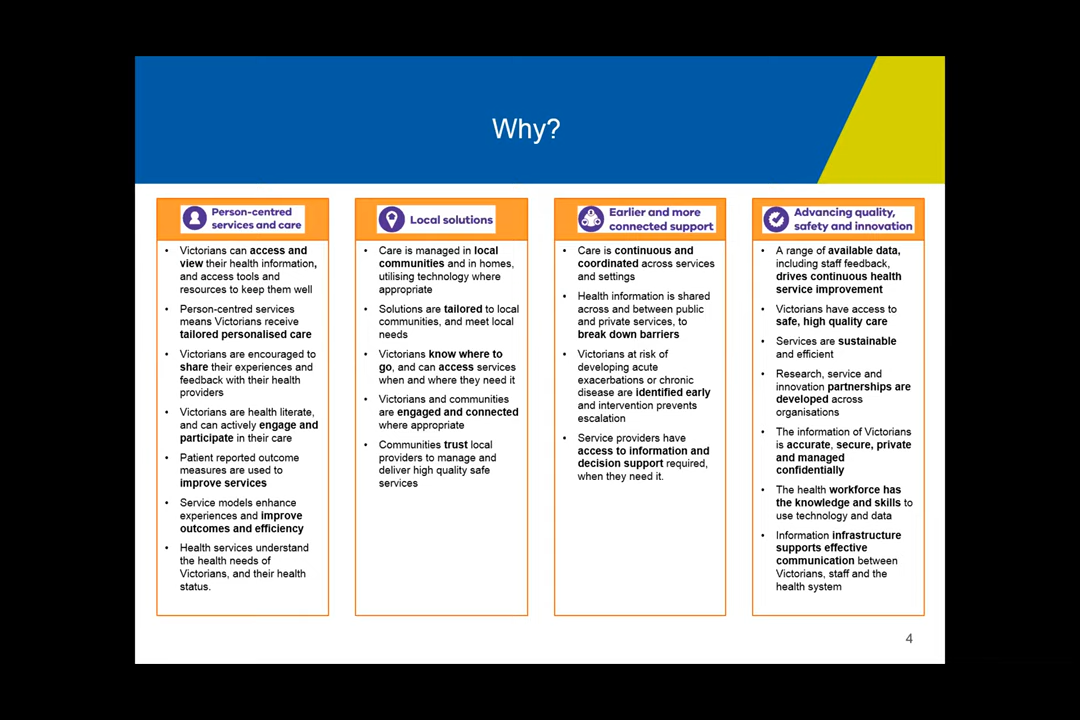 Why?
Person-centred
services and care
• Victorians can access and
view their health information,
and access tools and
resources to keep them well
• Person-centred services
means Victorians receive
tailored personalised care
• Victorians are encouraged to
share their experiences and
feedback with their health
providers
• Victorians are health literate,
and can actively engage and
participate in their care
• Patient reported outcome
measures are used to
improve services
• Service models enhance
experiences and improve
outcomes and efficiency
• Health services understand
the health needs of
Victorians, and their health
status.
Local solutions
• Care is managed in local
communities and in homes,
utilising technology where
appropriate
• Solutions are tailored to local
communities, and meet local
needs
• Victorians know where to
go, and can access services
when and where they need it
• Victorians and communities
are engaged and connected
where appropriate
• Communities trust local
providers to manage and
deliver high quality safe
services
Earlier and more
connected support
• Care is continuous and
coordinated across services
and settings
• Health information is shared
across and between public
and private services, to
break down barriers
• Victorians at risk of
developing acute
exacerbations or chronic
disease are identified early
and intervention prevents
escalation
• Service providers have
access to information and
decision support required,
when they need it.
Advancing quality,
safety and innovation
• A range of available data,
including staff feedback,
drives continuous health
service improvement
• Victorians have access to
safe, high quality care
• Services are sustainable
and efficient
• Research, service and
innovation partnerships are
developed across
organisations
• The information of Victorians
is accurate, secure, private
and managed
confidentially
• The health workforce has
the knowledge and skills to
use technology and data
• Information infrastructure
supports effective
communication between
Victorians, staff and the
health system
4